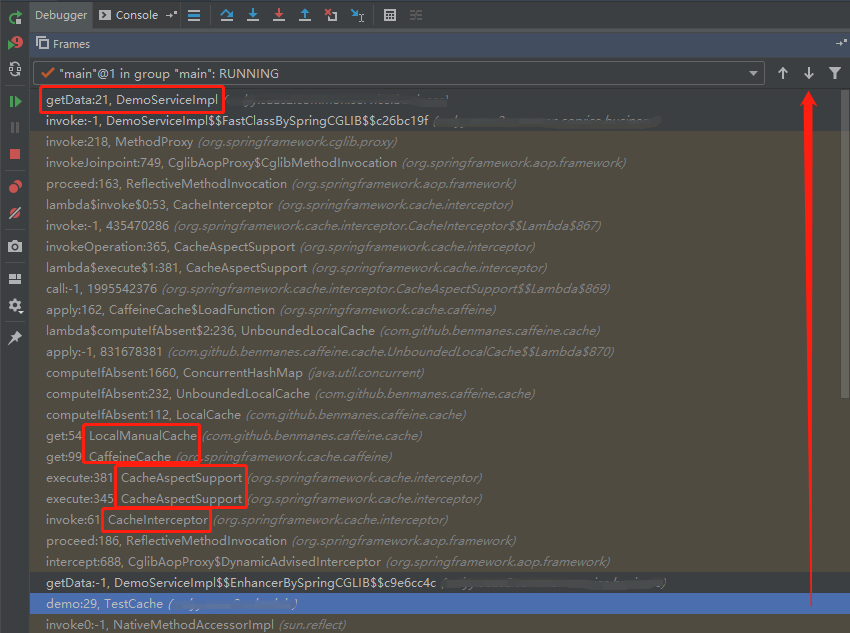 Debugger Console
Frames
"main"@1 in group "main": RUNNING
getData:21, DemoServiceImpl
invoke:-1, DemoServiceImpl$$FastClassBySpringCGLIB$$c26bc19f
invoke:218, MethodProxy (org.springframework.cglib.proxy)
invokeJoinpoint:749, CglibAopProxy$CglibMethodInvocation (org.springframework.aop.framework)
proceed:163, ReflectiveMethodInvocation (org.springframework.aop.framework)
lambda$invoke$0:53, CacheInterceptor (org.springframework.cache.interceptor)
invoke:-1, 435470286 (org.springframework.cache.interceptor.CacheInterceptor$$Lambda$867)
invokeOperation:365, CacheAspectSupport (org.springframework.cache.interceptor)
lambda$execute$1:381, CacheAspectSupport (org.springframework.cache.interceptor)
call:-1, 1995542376 (org.springframework.cache.interceptor.CacheAspectSupport$$Lambda$869)
apply:162, CaffeineCache$LoadFunction (org.springframework.cache.caffeine)
lambda$computeIfAbsent$2:236, UnboundedLocalCache (com.github.benmanes.caffeine.cache)
apply:-1, 831678381 (com.github.benmanes.caffeine.cache.UnboundedLocalCache$$Lambda$870)
computeIfAbsent:1660, ConcurrentHashMap (java.util.concurrent)
computeIfAbsent:232, UnboundedLocalCache (com.github.benmanes.caffeine.cache)
computeIfAbsent:112, LocalCache (com.github.benmanes.caffeine.cache)
get:54 LocalManualCache (com.github.benmanes.caffeine.cache)
get:99 CaffeineCache (org.springframework.cache.caffeine)
execute:381 CacheAspectSupport (org.springframework.cache.interceptor)
execute:345 CacheAspectSupport (org.springframework.cache.interceptor)
invoke:61 CacheInterceptor (org.springframework.cache.interceptor)
proceed:186, ReflectiveMethodInvocation (org.springframework.aop.framework)
intercept:688, CglibAopProxy$DynamicAdvisedInterceptor (org.springframework.aop.framework)
getData:-1, DemoServiceImpl$$EnhancerBySpringCGLIB$$c9e6cc4c
demo:29, TestCache
invoke0:-1, NativeMethodAccessorImpl (sun.reflect)